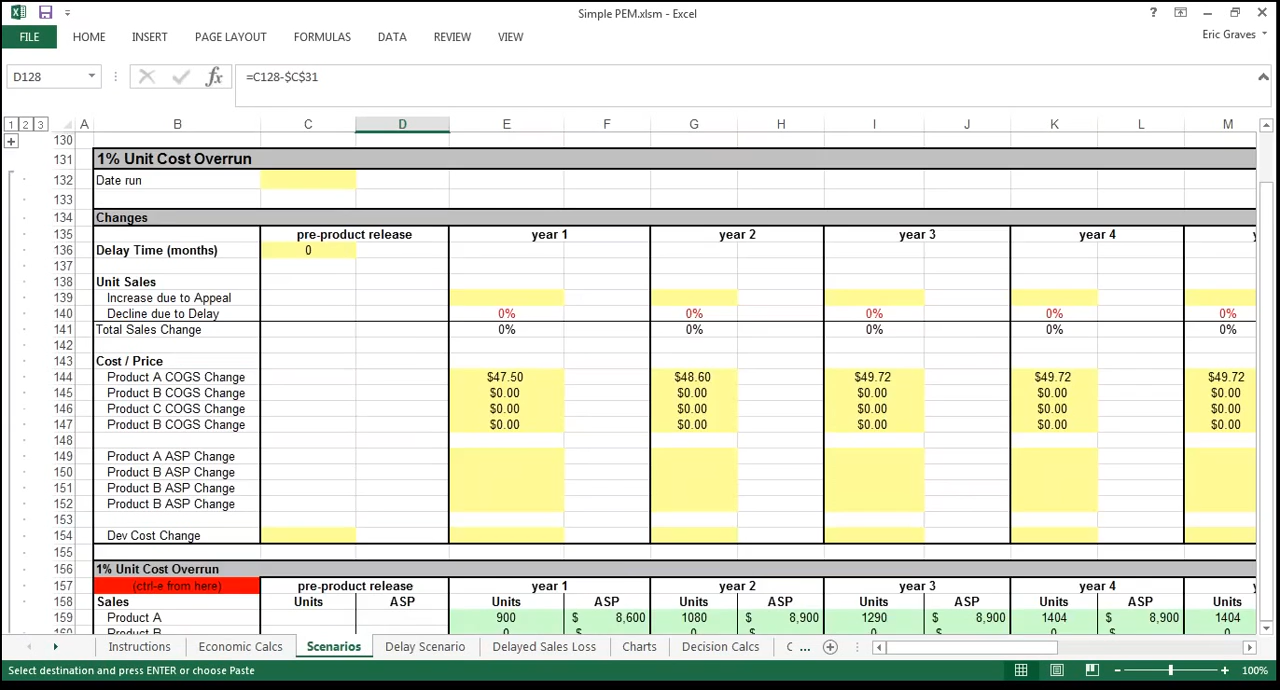 Simple PEM.xlsm - Excel
FILE HOME INSERT PAGE LAYOUT FORMULAS DATA REVIEW VIEW Eric Graves
D128 fx =C128-$C$31
1 2 3 A B C D E F G H I J K L M
130
131 1% Unit Cost Overrun
132 Date run
133
134 Changes
135 pre-product release year 1 year 2 year 3 year 4 y
136 Delay Time (months) 0
137
138 Unit Sales
139 Increase due to Appeal
140 Decline due to Delay 0% 0% 0% 0% 0%
141 Total Sales Change 0% 0% 0% 0% 0%
142
143 Cost / Price
144 Product A COGS Change $47.50 $48.60 $49.72 $49.72 $49.72
145 Product B COGS Change $0.00 $0.00 $0.00 $0.00 $0.00
146 Product C COGS Change $0.00 $0.00 $0.00 $0.00 $0.00
147 Product B COGS Change $0.00 $0.00 $0.00 $0.00 $0.00
148
149 Product A ASP Change
150 Product B ASP Change
151 Product B ASP Change
152 Product B ASP Change
153
154 Dev Cost Change
155
156 1% Unit Cost Overrun
157 (ctrl-e from here) pre-product release year 1 year 2 year 3 year 4 y
158 Sales Units ASP Units ASP Units ASP Units ASP Units ASP Units
159 Product A 900 $ 8,600 1080 $ 8,900 1290 $ 8,900 1404 $ 8,900 1404
160 Product B 0 $ 0 $ 0 $ 0 $ 0
Instructions Economic Calcs Scenarios Delay Scenario Delayed Sales Loss Charts Decision Calcs C ...
Select destination and press ENTER or choose Paste 100%